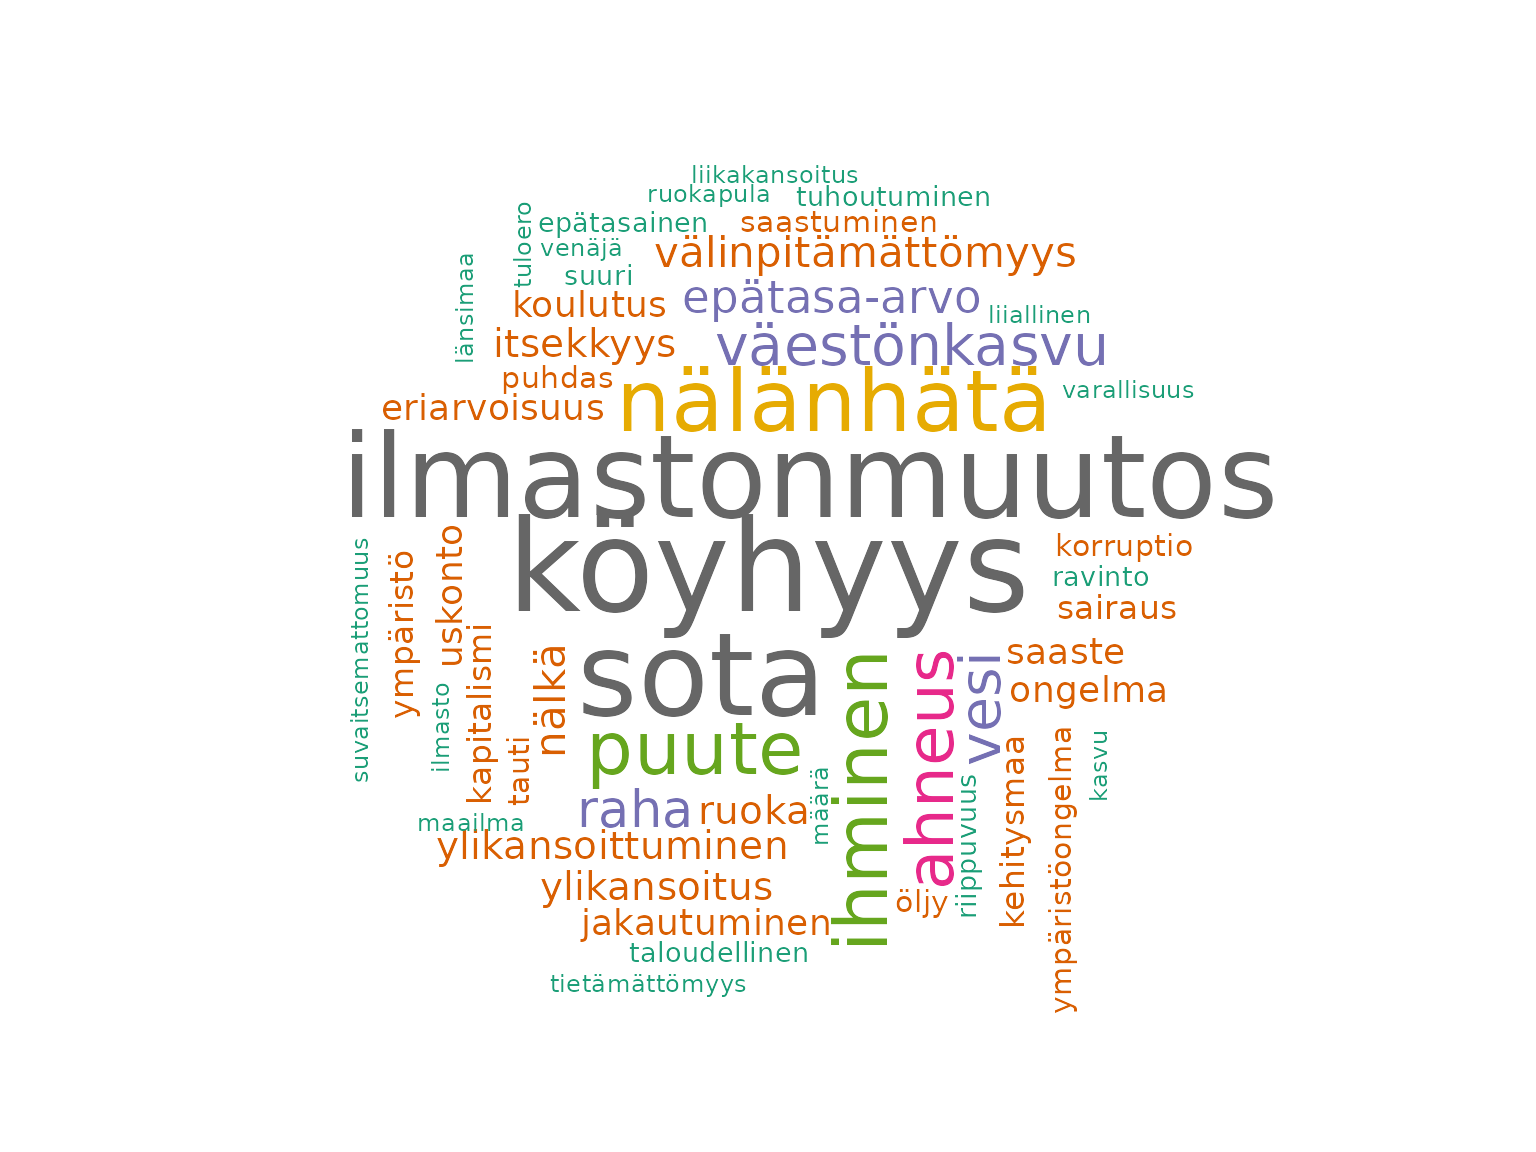 liikakansoitus
ruokapula
tuhoutuminen
tuloero
epätasainen
saastuminen
venäjä
välinpitämättömyys
länsimaa
suuri
koulutus
epätasa-arvo
liiallinen
itsekkyys
väestönkasvu
puhdas
nälänhätä
varallisuus
eriarvoisuus
ilmastonmuutos
köyhyys
suvaitsemattomuus
ympäristö
uskonto
korruptio
ravinto
sairaus
kapitalismi
nälkä
sota
ihminen
ahneus
vesi
saaste
ongelma
ilmasto
tauti
puute
raha
ruoka
määrä
riippuvuus
kehitysmaa
ympäristöongelma
kasvu
maailma
ylikansoittuminen
ylikansoitus
öljy
jakautuminen
taloudellinen
tietämättömyys